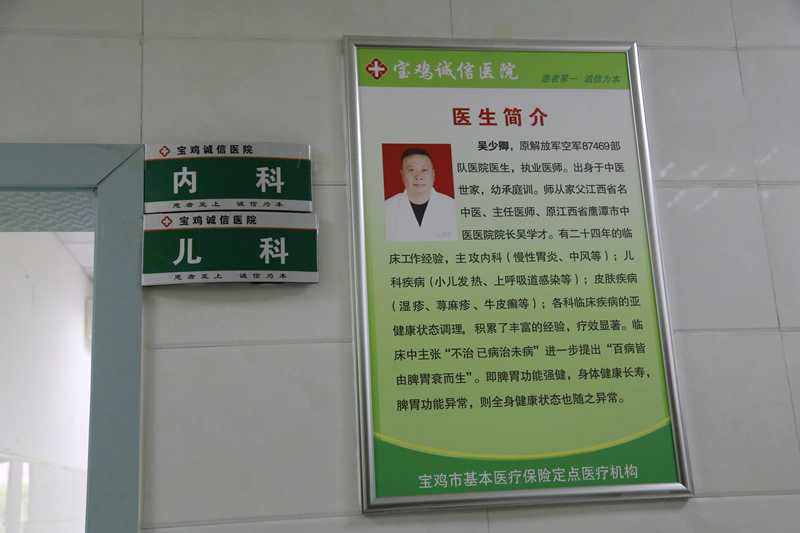 宝鸡诚信医院
内 科
患者至上 诚信为本
宝鸡诚信医院
儿 科
患者至上 诚信为本
宝鸡诚信医院
患者第一 诚信为本
医生简介
吴少卿，原解放军空军87469部
队医院医生，执业医师。出身于中医
世家，幼承庭训。师从家父江西省名
中医、主任医师、原江西省鹰潭市中
医医院院长吴学才。有二十四年的临
床工作经验，主攻内科（慢性胃炎、中风等）；儿
科疾病（小儿发热、上呼吸道感染等）；皮肤疾病
（湿疹、荨麻疹、牛皮癣等）；各科临床疾病的亚
健康状态调理，积累了丰富的经验，疗效显著。临
床中主张“不治已病治未病”进一步提出“百病皆
由脾胃衰而生”。即脾胃功能强健，身体健康长寿，
脾胃功能异常，则全身健康状态也随之异常。
宝鸡市基本医疗保险定点医疗机构